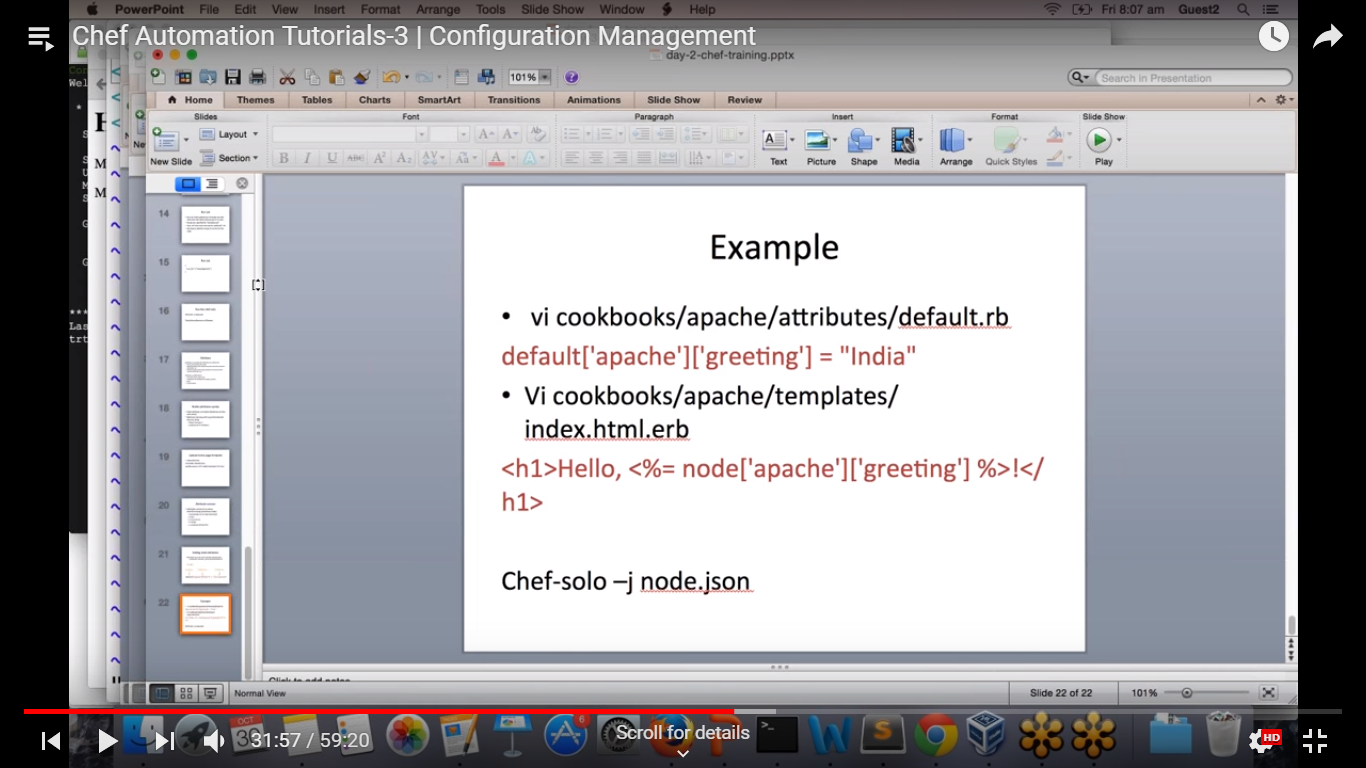 PowerPoint File Edit View Insert Format Arrange Tools Slide Show Window Help Fri 8:07 am Guest2
Chef Automation Tutorials-3 | Configuration Management
day-2-chef-training.pptx
101% Search in Presentation
Home Themes Tables Charts SmartArt Transitions Animations Slide Show Review
Slides Font Paragraph Insert Format Slide Show
Layout
New Slide Section Text Picture Shape Media Arrange Quick Styles Play
B I U ABC A² A₂
14
15
16
17
18
19
20
21
22
Example
• vi cookbooks/apache/attributes/default.rb
default['apache']['greeting'] = "India"
• Vi cookbooks/apache/templates/
index.html.erb
<h1>Hello, <%= node['apache']['greeting'] %>!</
h1>
Chef-solo –j node.json
Click to add notes
Normal View Slide 22 of 22 101%
OCT
6
31:57 / 59:20 Scroll for details HD